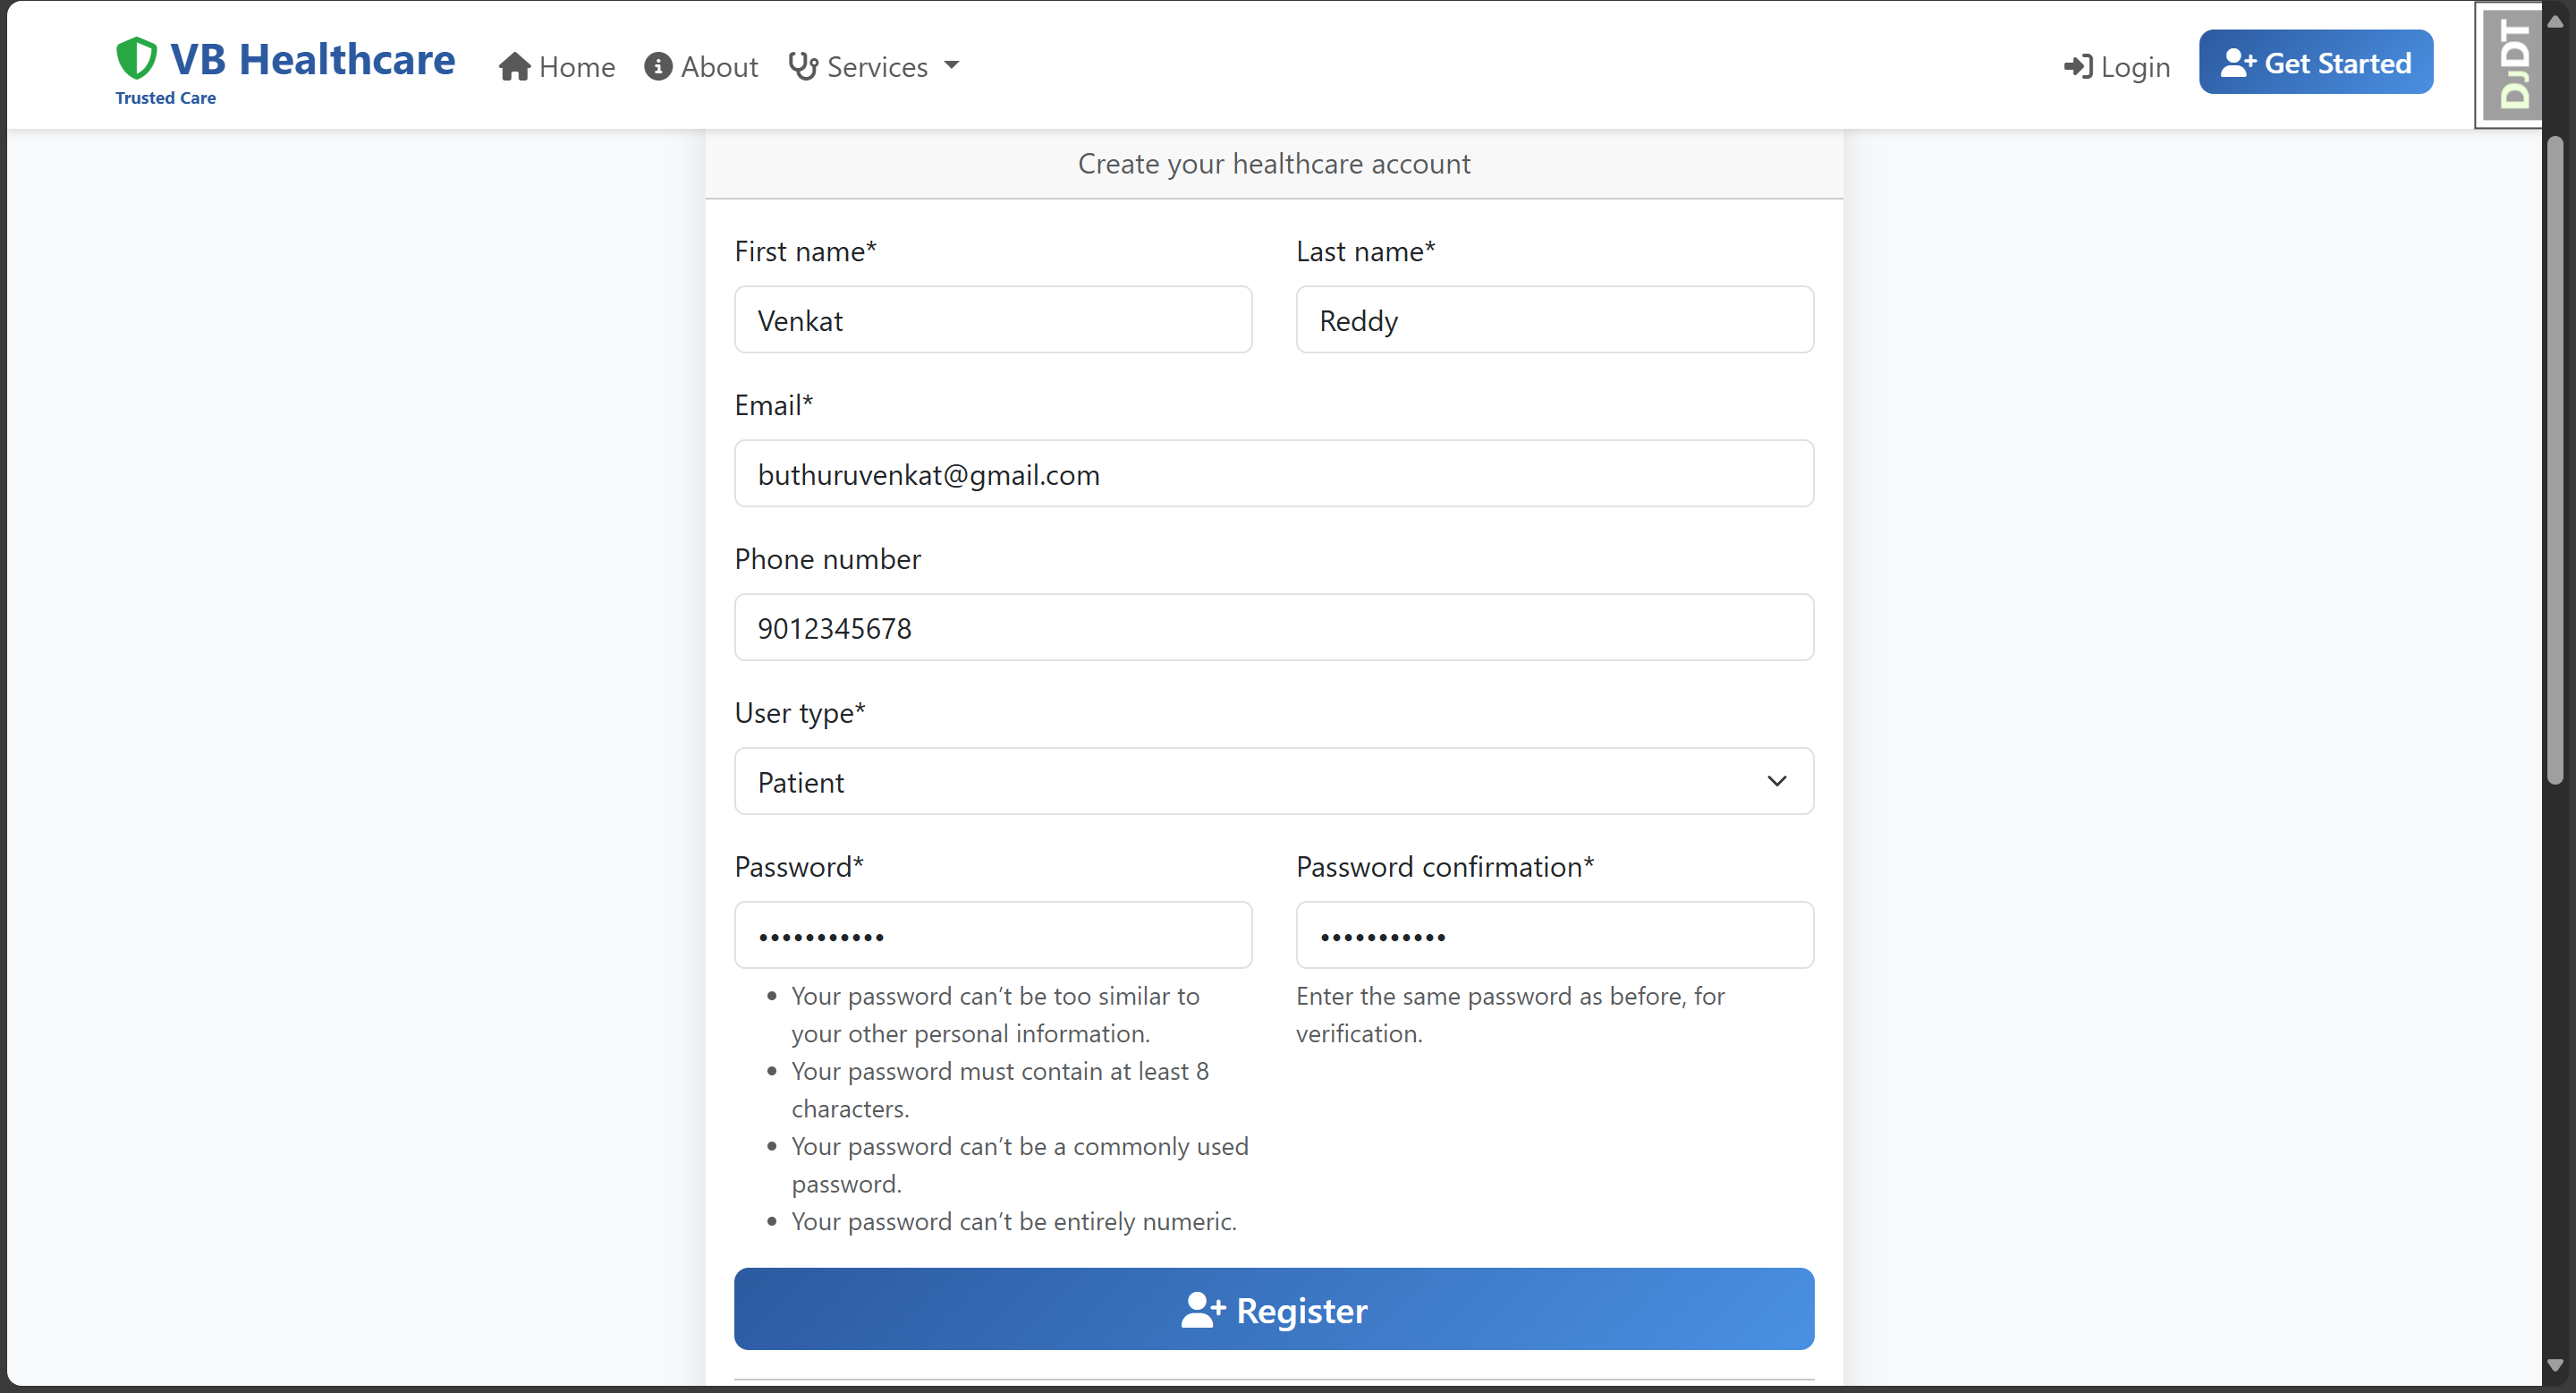 VB Healthcare
Trusted Care
Home
About
Services
Login
Get Started
DJDT
Create your healthcare account
First name*
Last name*
Venkat
Reddy
Email*
buthuruvenkat@gmail.com
Phone number
9012345678
User type*
Patient
Password*
Password confirmation*
•••••••••••
•••••••••••
Your password can’t be too similar to
your other personal information.
Your password must contain at least 8
characters.
Your password can’t be a commonly used
password.
Your password can’t be entirely numeric.
Enter the same password as before, for
verification.
Register